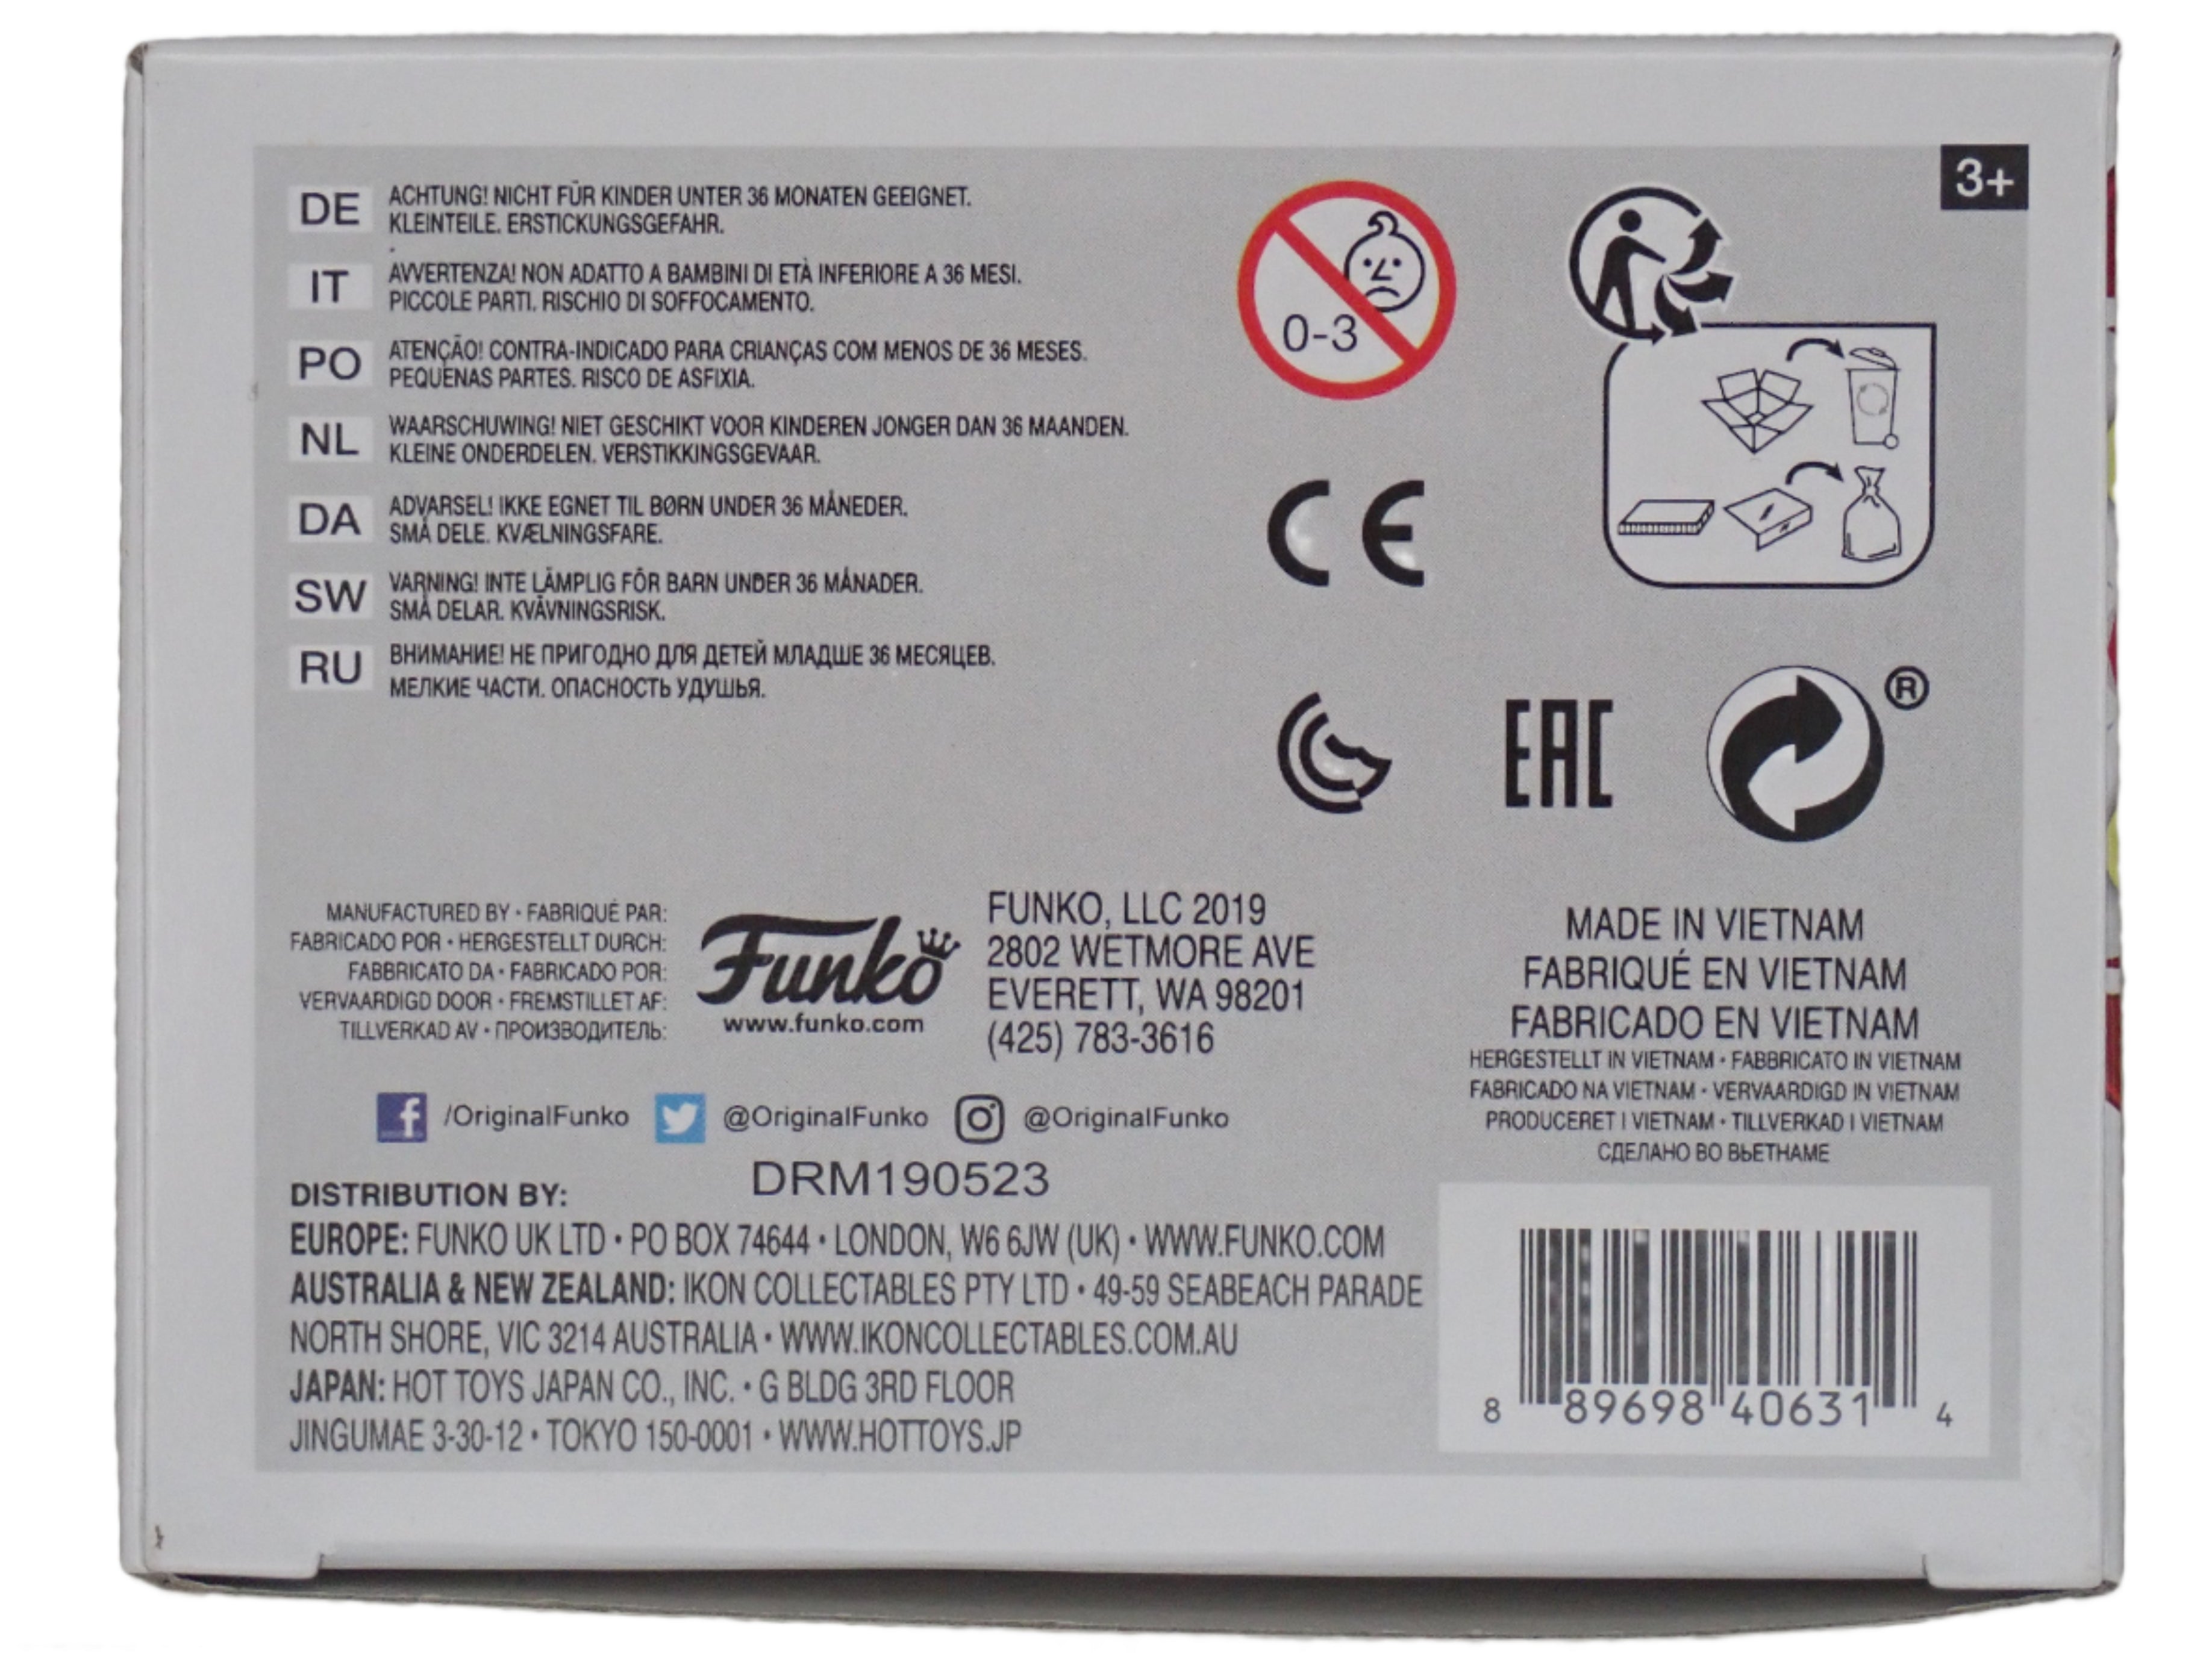 3+
DE
ACHTUNG! NICHT FÜR KINDER UNTER 36 MONATEN GEEIGNET.
KLEINTEILE. ERSTICKUNGSGEFAHR.
IT
AVVERTENZA! NON ADATTO A BAMBINI DI ETÀ INFERIORE A 36 MESI.
PICCOLE PARTI. RISCHIO DI SOFFOCAMENTO.
PO
ATENÇÃO! CONTRA-INDICADO PARA CRIANÇAS COM MENOS DE 36 MESES.
PEQUENAS PARTES. RISCO DE ASFIXIA.
NL
WAARSCHUWING! NIET GESCHIKT VOOR KINDEREN JONGER DAN 36 MAANDEN.
KLEINE ONDERDELEN. VERSTIKKINGSGEVAAR.
DA
ADVARSEL! IKKE EGNET TIL BØRN UNDER 36 MÅNEDER.
SMÅ DELE. KVÆLNINGSFARE.
SW
VARNING! INTE LÄMPLIG FÖR BARN UNDER 36 MÅNADER.
SMÅ DELAR. KVÄVNINGSRISK.
RU
ВНИМАНИЕ! НЕ ПРИГОДНО ДЛЯ ДЕТЕЙ МЛАДШЕ 36 МЕСЯЦЕВ.
МЕЛКИЕ ЧАСТИ. ОПАСНОСТЬ УДУШЬЯ.
0-3
CE
EAC
®
MANUFACTURED BY • FABRIQUÉ PAR:
FABRICADO POR • HERGESTELLT DURCH:
FABBRICATO DA • FABRICADO POR:
VERVAARDIGD DOOR • FREMSTILLET AF:
TILLVERKAD AV • ПРОИЗВОДИТЕЛЬ:
Funko
www.funko.com
FUNKO, LLC 2019
2802 WETMORE AVE
EVERETT, WA 98201
(425) 783-3616
MADE IN VIETNAM
FABRIQUÉ EN VIETNAM
FABRICADO EN VIETNAM
HERGESTELLT IN VIETNAM • FABBRICATO IN VIETNAM
FABRICADO NA VIETNAM • VERVAARDIGD IN VIETNAM
PRODUCERET I VIETNAM • TILLVERKAD I VIETNAM
СДЕЛАНО ВО ВЬЕТНАМЕ
f /OriginalFunko @OriginalFunko @OriginalFunko
DRM190523
DISTRIBUTION BY:
EUROPE: FUNKO UK LTD • PO BOX 74644 • LONDON, W6 6JW (UK) • WWW.FUNKO.COM
AUSTRALIA & NEW ZEALAND: IKON COLLECTABLES PTY LTD • 49-59 SEABEACH PARADE
NORTH SHORE, VIC 3214 AUSTRALIA • WWW.IKONCOLLECTABLES.COM.AU
JAPAN: HOT TOYS JAPAN CO., INC. • G BLDG 3RD FLOOR
JINGUMAE 3-30-12 • TOKYO 150-0001 • WWW.HOTTOYS.JP
8 89698 40631 4